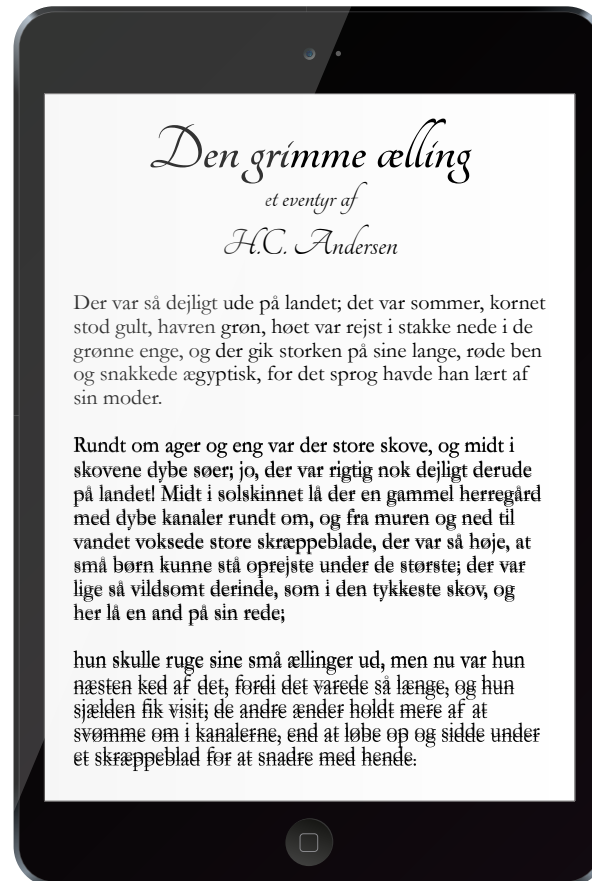 Den grimme ælling
et eventyr af
H.C. Andersen
Der var så dejligt ude på landet; det var sommer, kornet
stod gult, havren grøn, høet var rejst i stakke nede i de
grønne enge, og der gik storken på sine lange, røde ben
og snakkede ægyptisk, for det sprog havde han lært af
sin moder.
Rundt om ager og eng var der store skove, og midt i
skovene dybe søer; jo, der var rigtig nok dejligt derude
på landet! Midt i solskinnet lå der en gammel herregård
med dybe kanaler rundt om, og fra muren og ned til
vandet voksede store skræppeblade, der var så høje, at
små børn kunne stå oprejste under de største; der var
lige så vildsomt derinde, som i den tykkeste skov, og
her lå en and på sin rede;
hun skulle ruge sine små ællinger ud, men nu var hun
næsten ked af det, fordi det varede så længe, og hun
sjælden fik visit; de andre ænder holdt mere af at
svømme om i kanalerne, end at løbe op og sidde under
et skræppeblad for at snadre med hende.